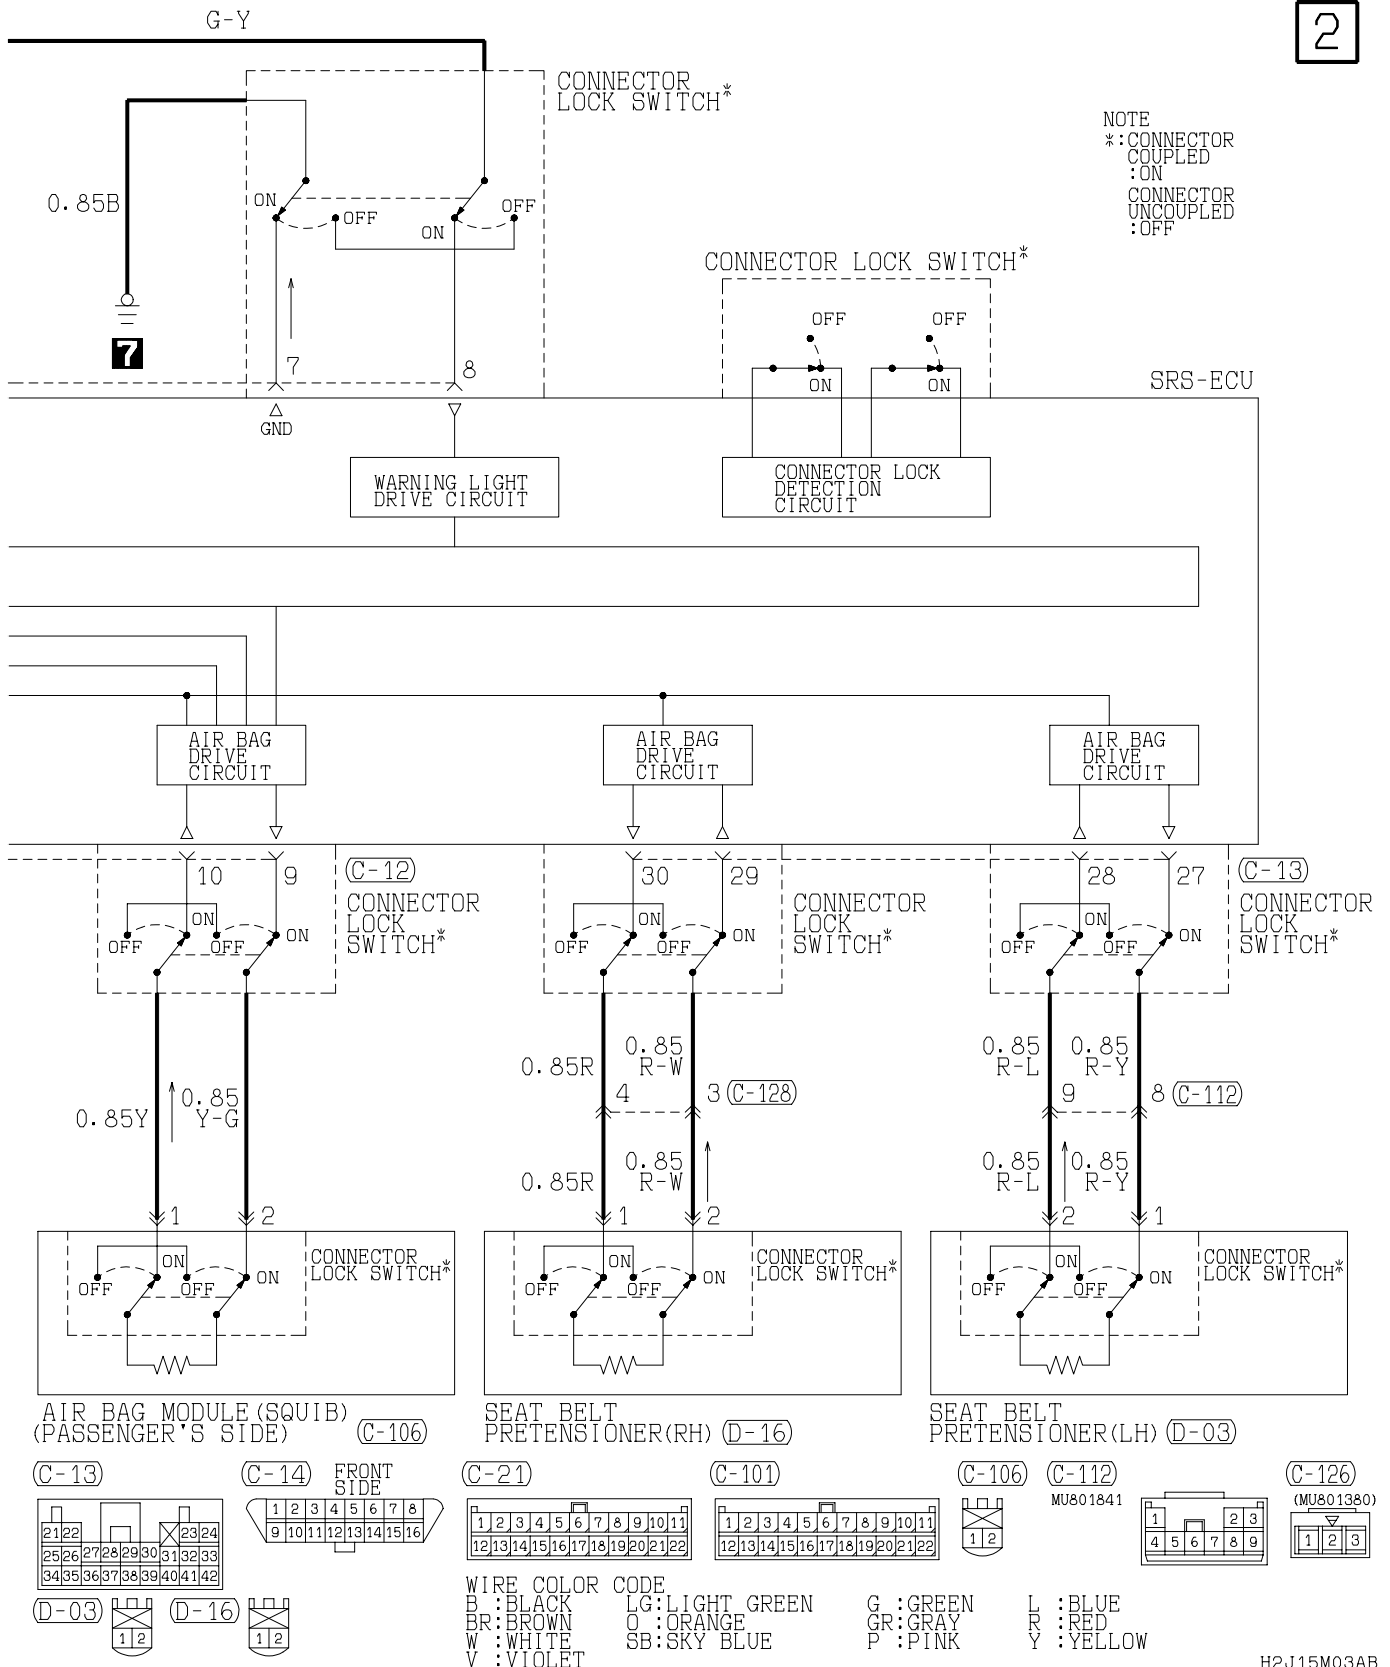 G-Y
2
CONNECTOR
LOCK SWITCH*
NOTE
*:CONNECTOR
COUPLED
:ON
CONNECTOR
UNCOUPLED
:OFF
0.85B
ON
OFF
ON
OFF
7
7
8
CONNECTOR LOCK SWITCH*
OFF
OFF
ON
ON
SRS-ECU
GND
WARNING LIGHT
DRIVE CIRCUIT
CONNECTOR LOCK
DETECTION
CIRCUIT
AIR BAG
DRIVE
CIRCUIT
AIR BAG
DRIVE
CIRCUIT
AIR BAG
DRIVE
CIRCUIT
10
9
C-12
CONNECTOR
LOCK
SWITCH*
OFF
ON
OFF
ON
30
29
CONNECTOR
LOCK
SWITCH*
OFF
ON
OFF
ON
28
27
C-13
CONNECTOR
LOCK
SWITCH*
OFF
ON
OFF
ON
0.85Y
0.85
Y-G
0.85R
0.85
R-W
4
3
C-128
0.85R
0.85
R-W
0.85
R-L
0.85
R-Y
9
8
C-112
0.85
R-L
0.85
R-Y
1
2
CONNECTOR
LOCK SWITCH*
OFF
ON
OFF
ON
1
2
CONNECTOR
LOCK SWITCH*
OFF
ON
OFF
ON
2
1
CONNECTOR
LOCK SWITCH*
OFF
ON
OFF
ON
AIR BAG MODULE(SQUIB)
(PASSENGER'S SIDE)
C-106
SEAT BELT
PRETENSIONER(RH)
D-16
SEAT BELT
PRETENSIONER(LH)
D-03
C-13
21 22 23 24
25 26 27 28 29 30 31 32 33
34 35 36 37 38 39 40 41 42
C-14
FRONT
SIDE
1 2 3 4 5 6 7 8
9 10 11 12 13 14 15 16
C-21
1 2 3 4 5 6 7 8 9 10 11
12 13 14 15 16 17 18 19 20 21 22
C-101
1 2 3 4 5 6 7 8 9 10 11
12 13 14 15 16 17 18 19 20 21 22
C-106
1 2
C-112
MU801841
1 2 3
4 5 6 7 8 9
C-126
(MU801380)
1 2 3
D-03
1 2
D-16
1 2
WIRE COLOR CODE
B :BLACK LG:LIGHT GREEN G :GREEN L :BLUE
BR:BROWN O :ORANGE GR:GRAY R :RED
W :WHITE SB:SKY BLUE P :PINK Y :YELLOW
V :VIOLET
H2J15M03AB